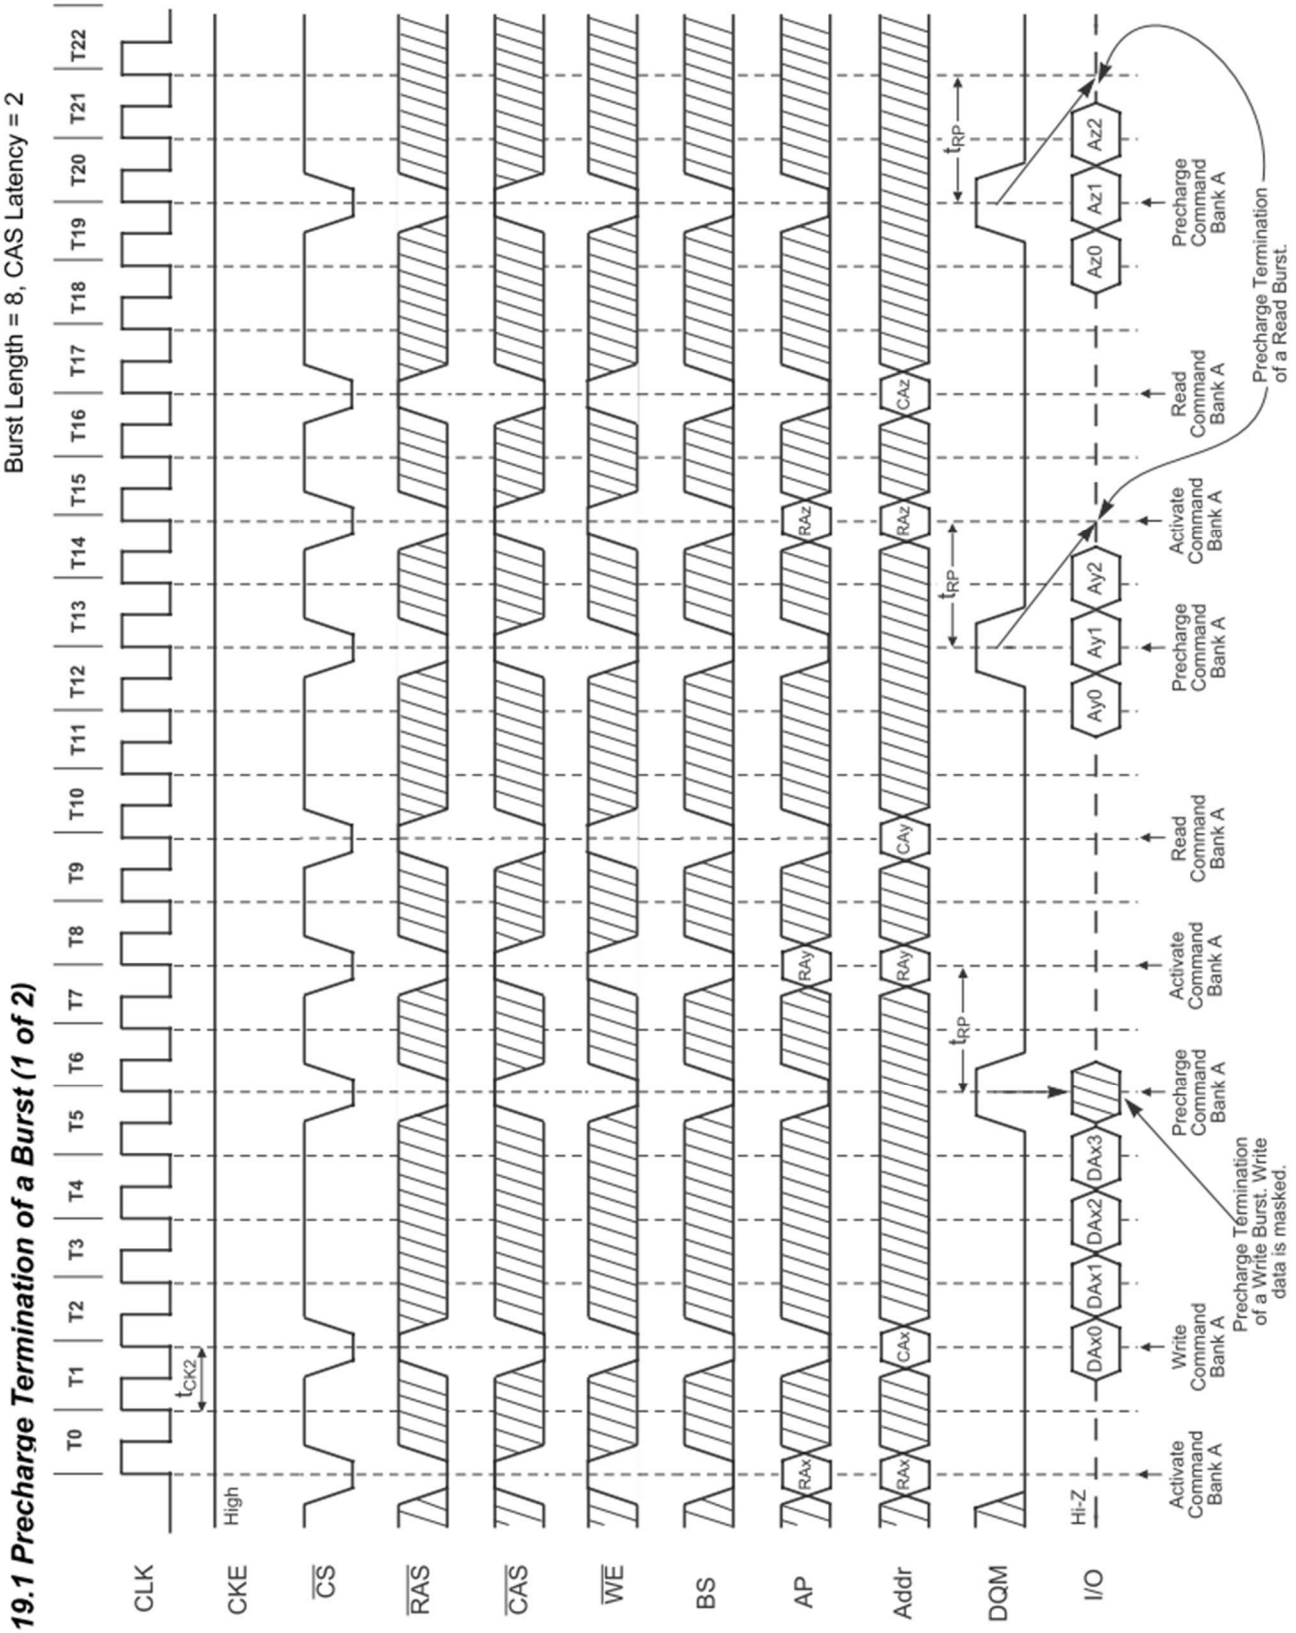 19.1 Precharge Termination of a Burst (1 of 2)
Burst Length = 8, CAS Latency = 2
T0 T1 T2 T3 T4 T5 T6 T7 T8 T9 T10 T11 T12 T13 T14 T15 T16 T17 T18 T19 T20 T21 T22
CLK
tCK2
CKE
High
CS
RAS
CAS
WE
BS
AP
RAx RAy RAz
Addr
RAx CAx RAy CAy RAz CAz
tRP tRP tRP
DQM
I/O
Hi-Z
DAx0 DAx1 DAx2 DAx3 Ay0 Ay1 Ay2 Az0 Az1 Az2
Activate
Command
Bank A
Write
Command
Bank A
Precharge
Command
Bank A
Activate
Command
Bank A
Read
Command
Bank A
Precharge
Command
Bank A
Activate
Command
Bank A
Read
Command
Bank A
Precharge
Command
Bank A
Precharge Termination
of a Write Burst. Write
data is masked.
Precharge Termination
of a Read Burst.